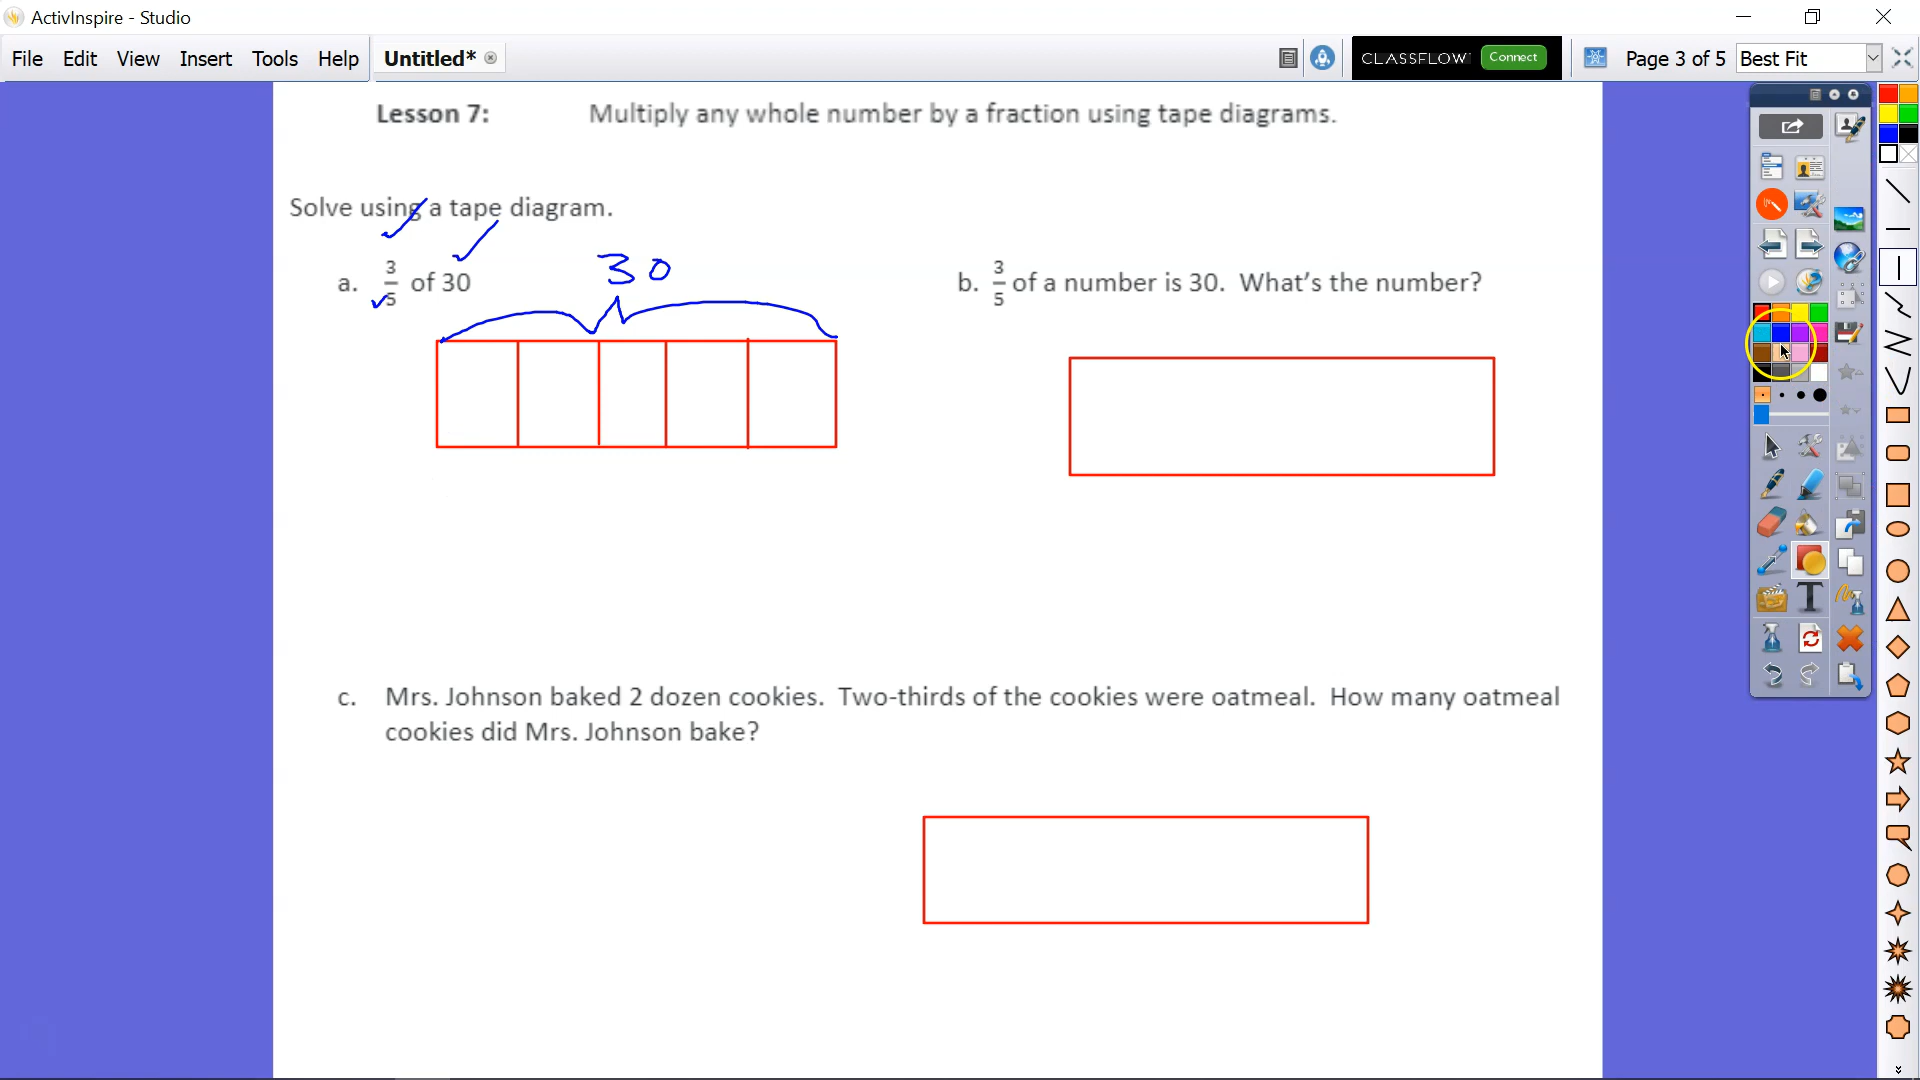 ActivInspire - Studio
File Edit View Insert Tools Help Untitled* CLASSFLOW Connect Page 3 of 5 Best Fit
Lesson 7: Multiply any whole number by a fraction using tape diagrams.
Solve using a tape diagram.
30
a. 3/5 of 30
b. 3/5 of a number is 30. What's the number?
c. Mrs. Johnson baked 2 dozen cookies. Two-thirds of the cookies were oatmeal. How many oatmeal
cookies did Mrs. Johnson bake?